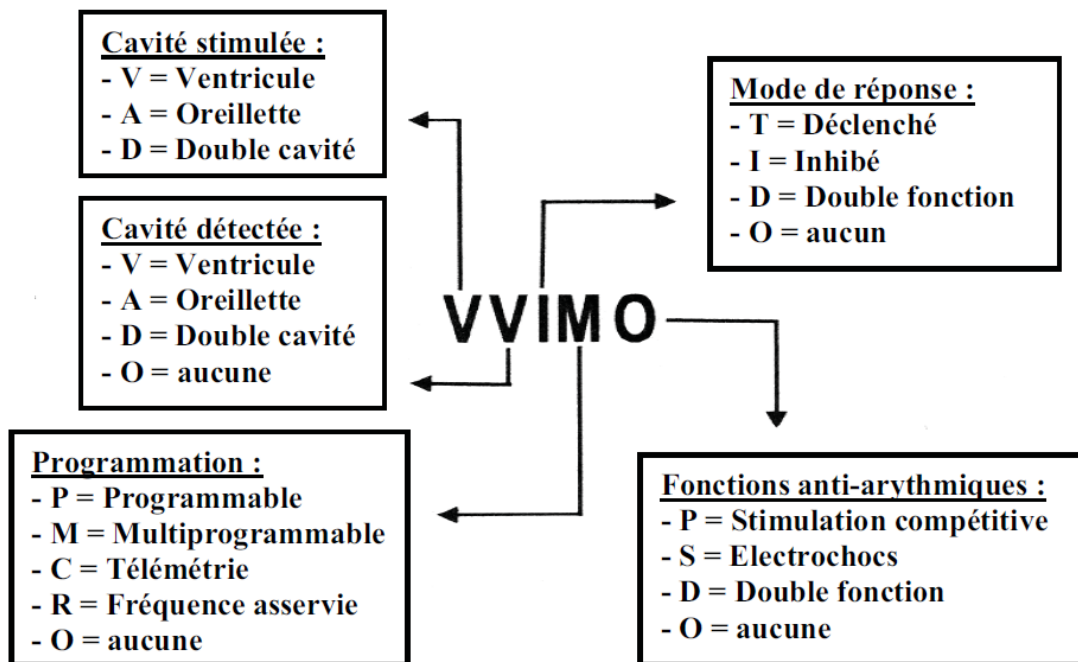 Cavité stimulée :
- V = Ventricule
- A = Oreillette
- D = Double cavité
Mode de réponse :
- T = Déclenché
- I = Inhibé
- D = Double fonction
- O = aucun
Cavité détectée :
- V = Ventricule
- A = Oreillette
- D = Double cavité
- O = aucune
VVIMO
Programmation :
- P = Programmable
- M = Multiprogrammable
- C = Télémétrie
- R = Fréquence asservie
- O = aucune
Fonctions anti-arythmiques :
- P = Stimulation compétitive
- S = Electrochocs
- D = Double fonction
- O = aucune